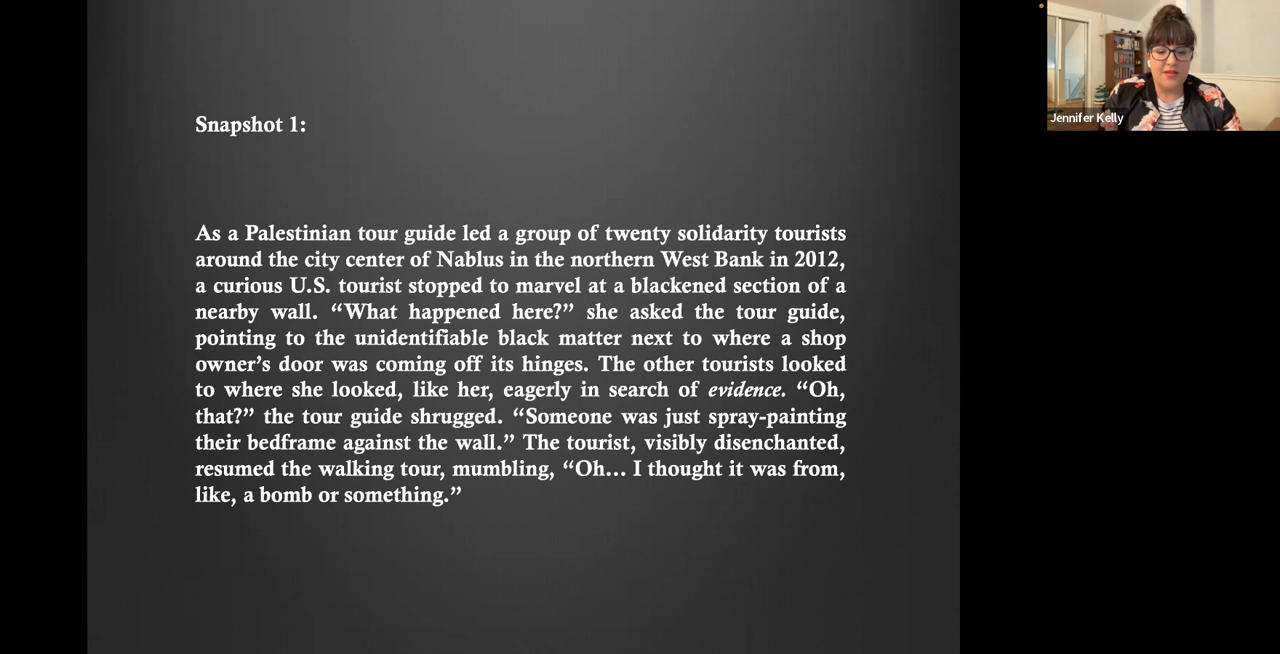 Snapshot 1:
As a Palestinian tour guide led a group of twenty solidarity tourists
around the city center of Nablus in the northern West Bank in 2012,
a curious U.S. tourist stopped to marvel at a blackened section of a
nearby wall. “What happened here?” she asked the tour guide,
pointing to the unidentifiable black matter next to where a shop
owner’s door was coming off its hinges. The other tourists looked
to where she looked, like her, eagerly in search of evidence. “Oh,
that?” the tour guide shrugged. “Someone was just spray-painting
their bedframe against the wall.” The tourist, visibly disenchanted,
resumed the walking tour, mumbling, “Oh… I thought it was from,
like, a bomb or something.”
Jennifer Kelly